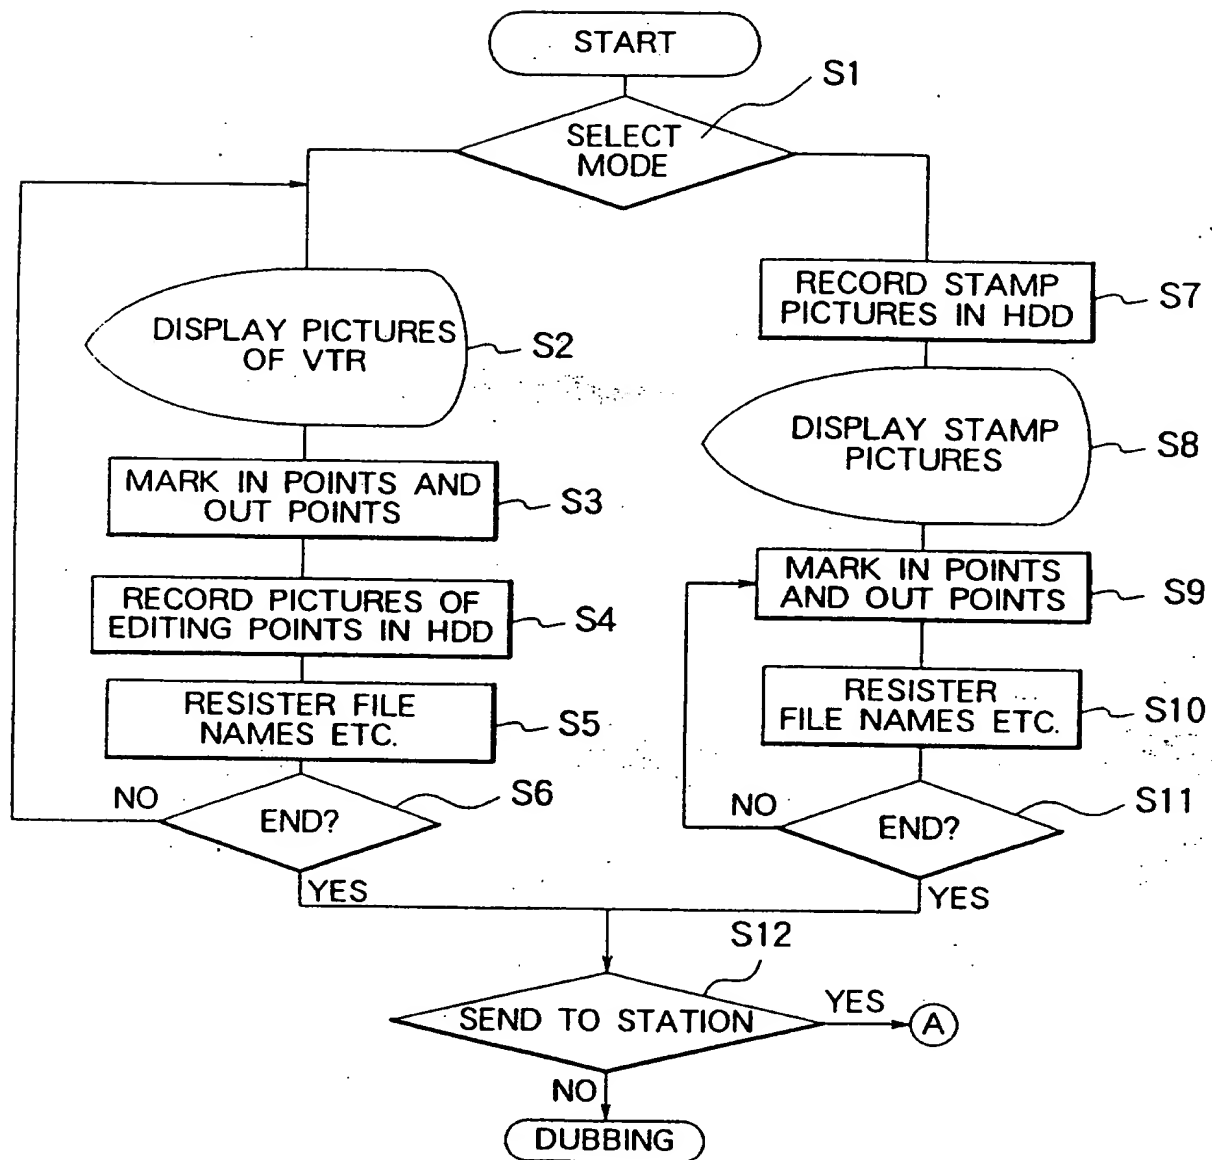 START
S1
SELECT
MODE
DISPLAY PICTURES
OF VTR
S2
MARK IN POINTS AND
OUT POINTS
S3
RECORD PICTURES OF
EDITING POINTS IN HDD
S4
RESISTER FILE
NAMES ETC.
S5
NO
S6
END?
YES
RECORD STAMP
PICTURES IN HDD
S7
DISPLAY STAMP
PICTURES
S8
MARK IN POINTS
AND OUT POINTS
S9
RESISTER
FILE NAMES ETC.
S10
NO
S11
END?
YES
S12
SEND TO STATION
YES
A
NO
DUBBING